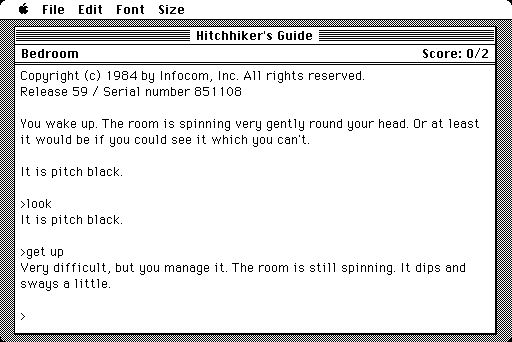 File Edit Font Size
Hitchhiker's Guide
Bedroom Score: 0/2
Copyright (c) 1984 by Infocom, Inc. All rights reserved.
Release 59 / Serial number 851108
You wake up. The room is spinning very gently round your head. Or at least
it would be if you could see it which you can't.
It is pitch black.
>look
It is pitch black.
>get up
Very difficult, but you manage it. The room is still spinning. It dips and
sways a little.
>